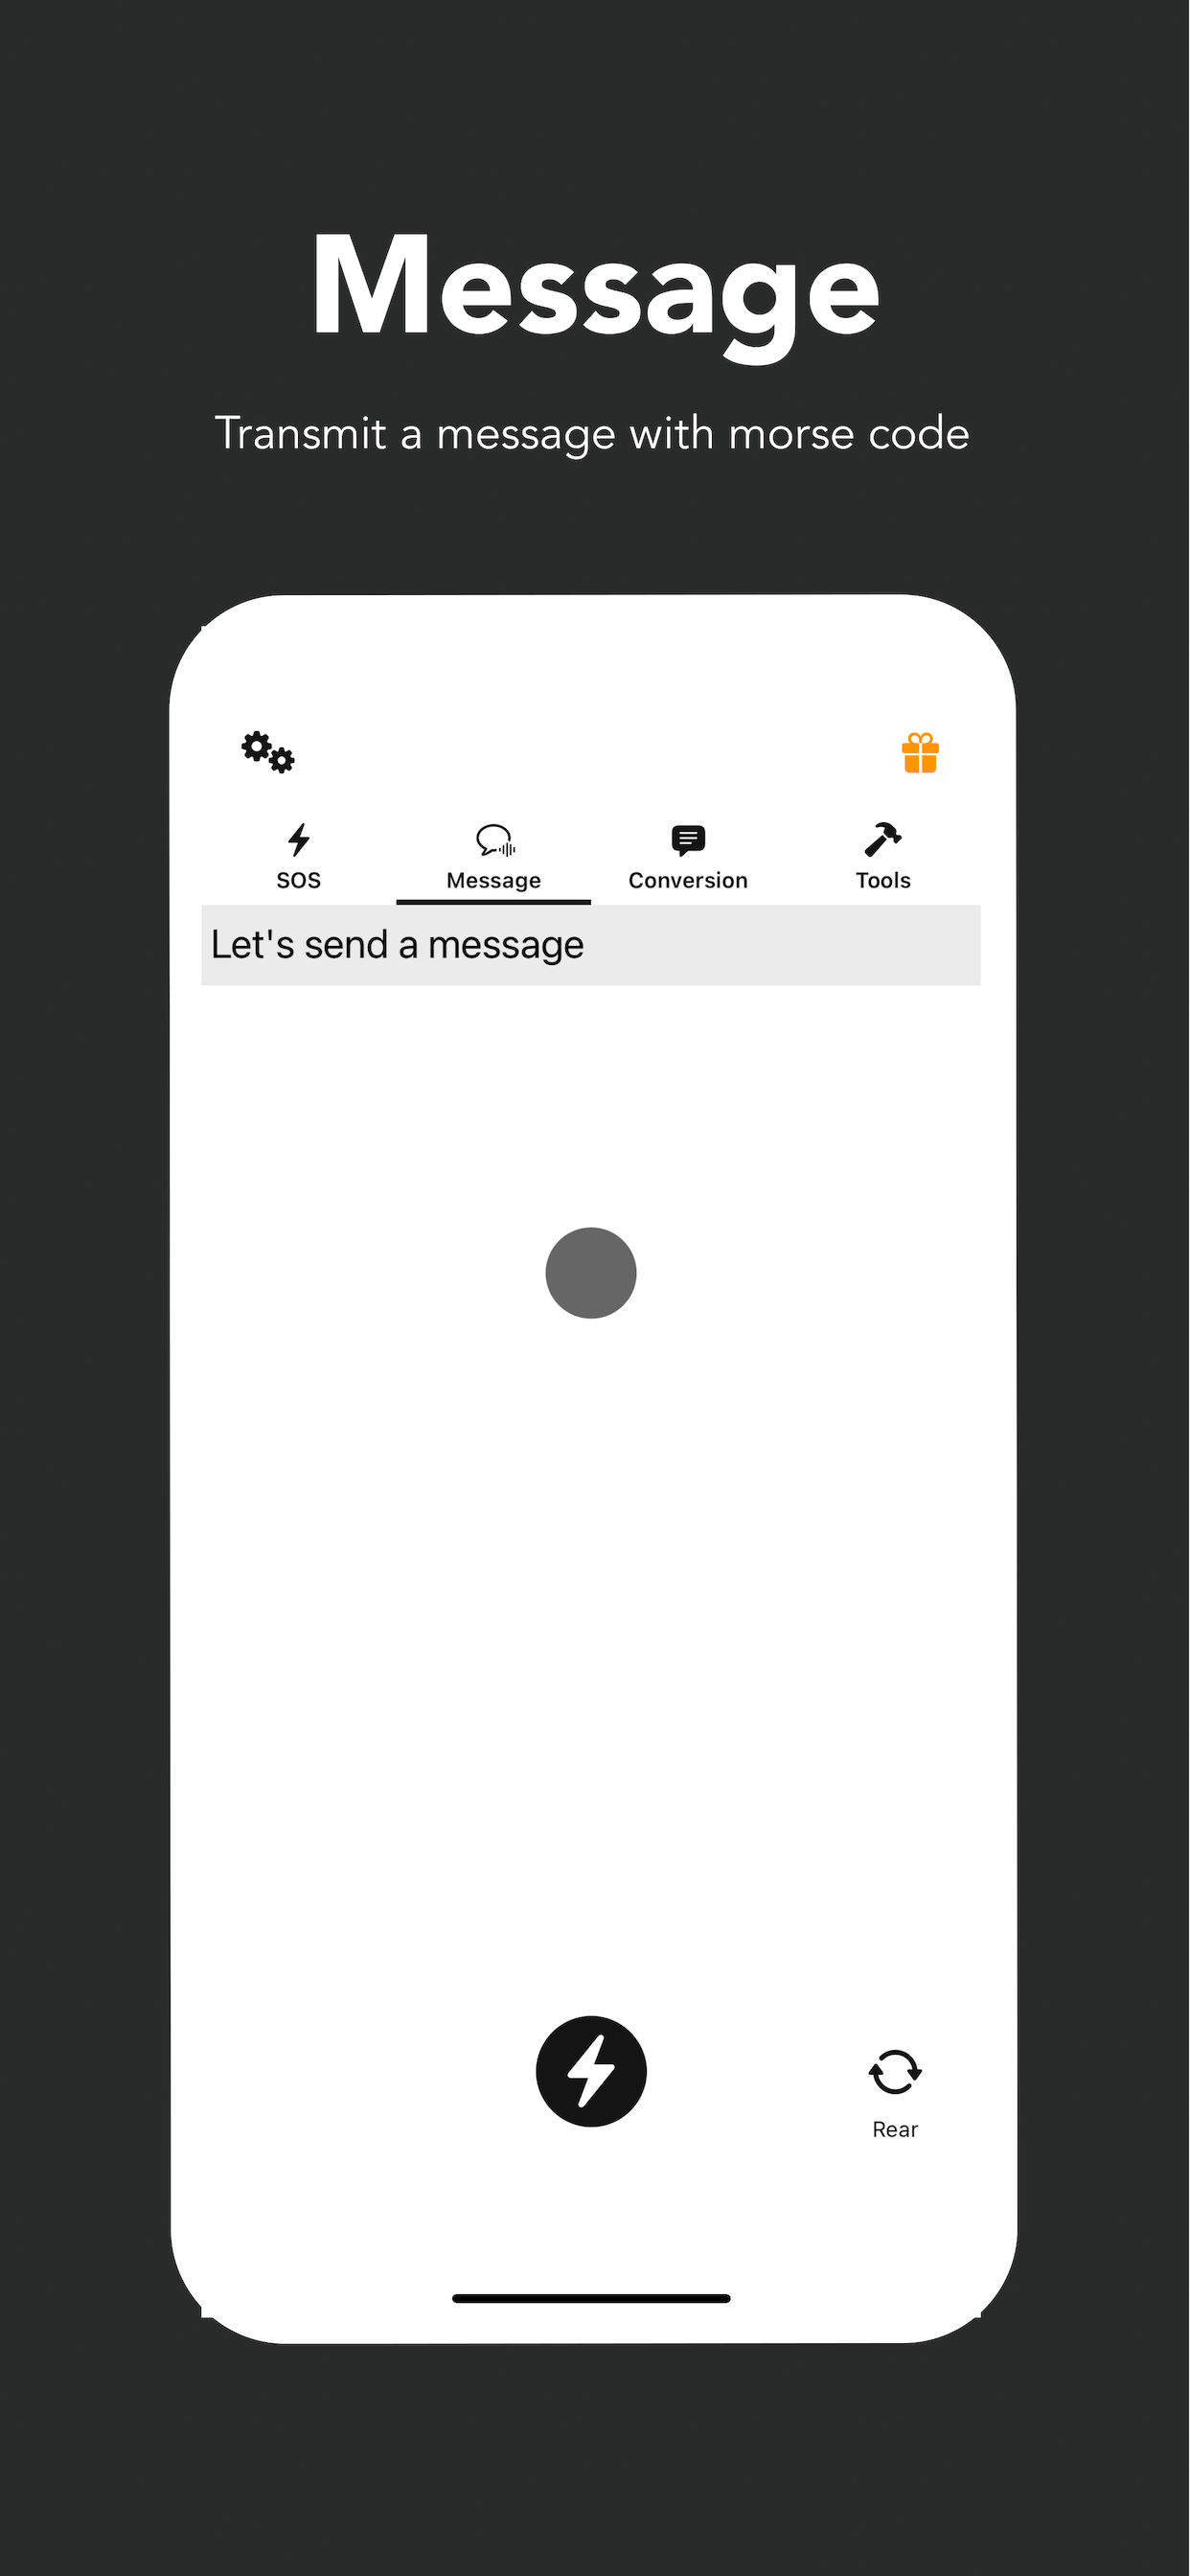 Message
Transmit a message with morse code
SOS
Message
Conversion
Tools
Let's send a message
Rear